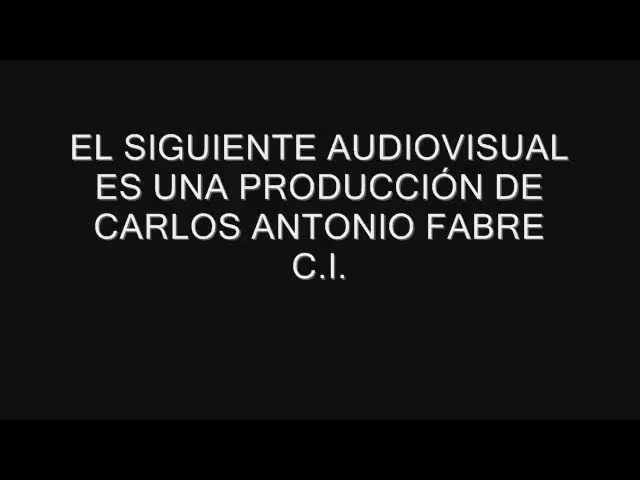 EL SIGUIENTE AUDIOVISUAL
ES UNA PRODUCCIÓN DE
CARLOS ANTONIO FABRE
C.I.